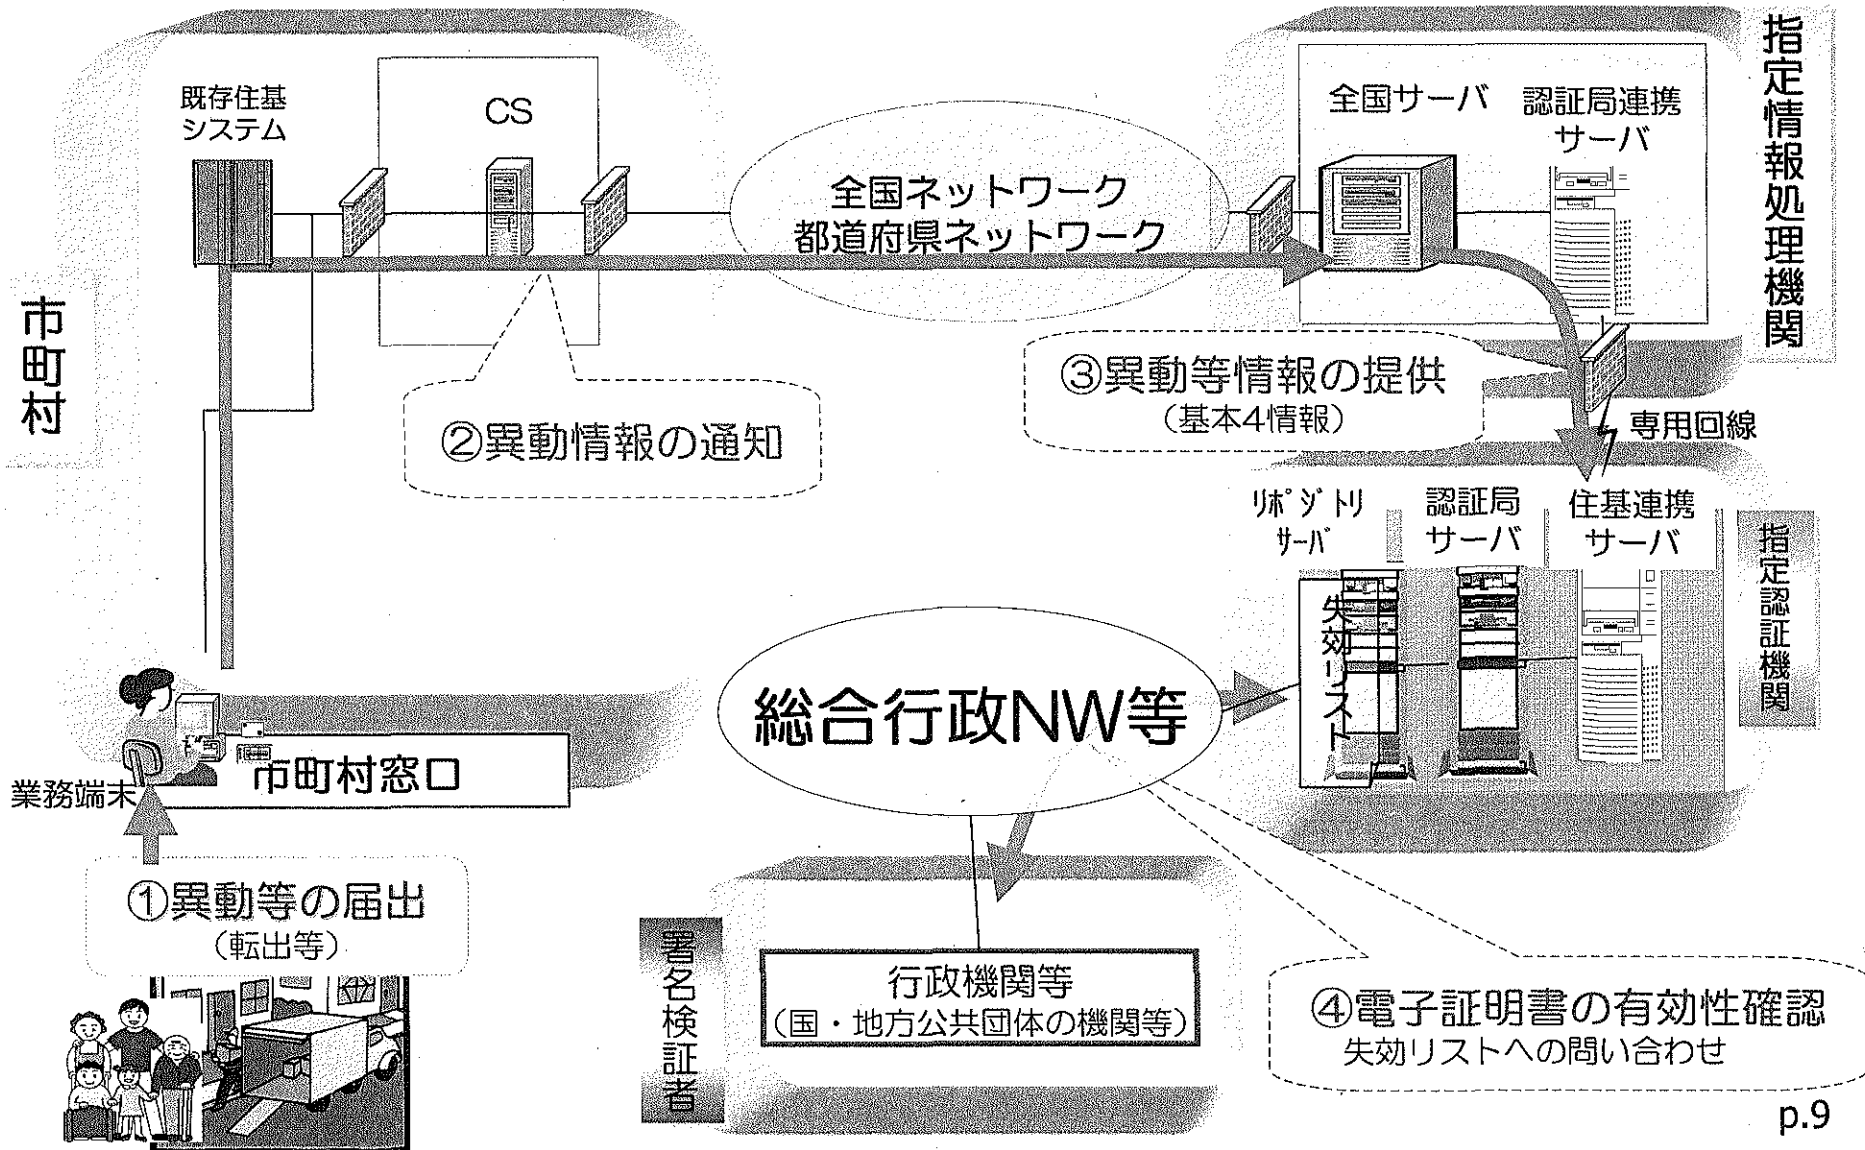 指定情報処理機関
既存住基
システム
CS
全国サーバ
認証局連携
サーバ
全国ネットワーク
都道府県ネットワーク
市町村
②異動情報の通知
③異動等情報の提供
(基本4情報)
専用回線
リポジトリ
サーバ
認証局
サーバ
住基連携
サーバ
指定認証機関
失効リスト
総合行政NW等
業務端末
市町村窓口
①異動等の届出
(転出等)
署名検証者
行政機関等
(国・地方公共団体の機関等)
④電子証明書の有効性確認
失効リストへの問い合わせ
p.9